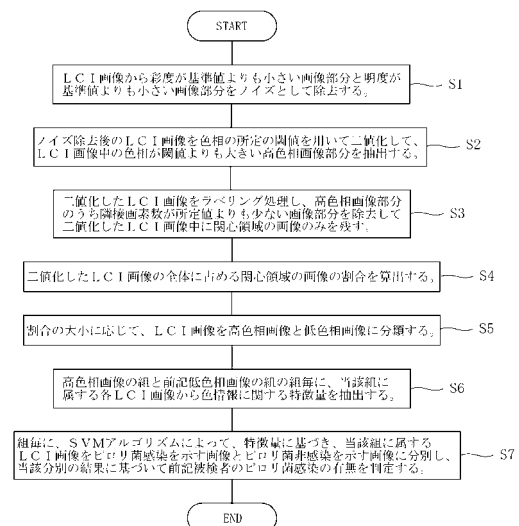 START
LCI画像から彩度が基準値よりも小さい画像部分と明度が
基準値よりも小さい画像部分をノイズとして除去する。
S1
ノイズ除去後のLCI画像を色相の所定の閾値を用いて二値化して、
LCI画像中の色相が閾値よりも大きい高色相画像部分を抽出する。
S2
二値化したLCI画像をラベリング処理し、高色相画像部分
のうち隣接画素数が所定値よりも少ない画像部分を除去して
二値化したLCI画像中に関心領域の画像のみを残す。
S3
二値化したLCI画像の全体に占める関心領域の画像の割合を算出する。
S4
割合の大小に応じて、LCI画像を高色相画像と低色相画像に分類する。
S5
高色相画像の組と前記低色相画像の組の組毎に、当該組に
属する各LCI画像から色情報に関する特徴量を抽出する。
S6
組毎に、SVMアルゴリズムによって、特徴量に基づき、当該組に属する
LCI画像をピロリ菌感染を示す画像とピロリ菌非感染を示す画像に分別し、
当該分別の結果に基づいて前記被検者のピロリ菌感染の有無を判定する。
S7
END